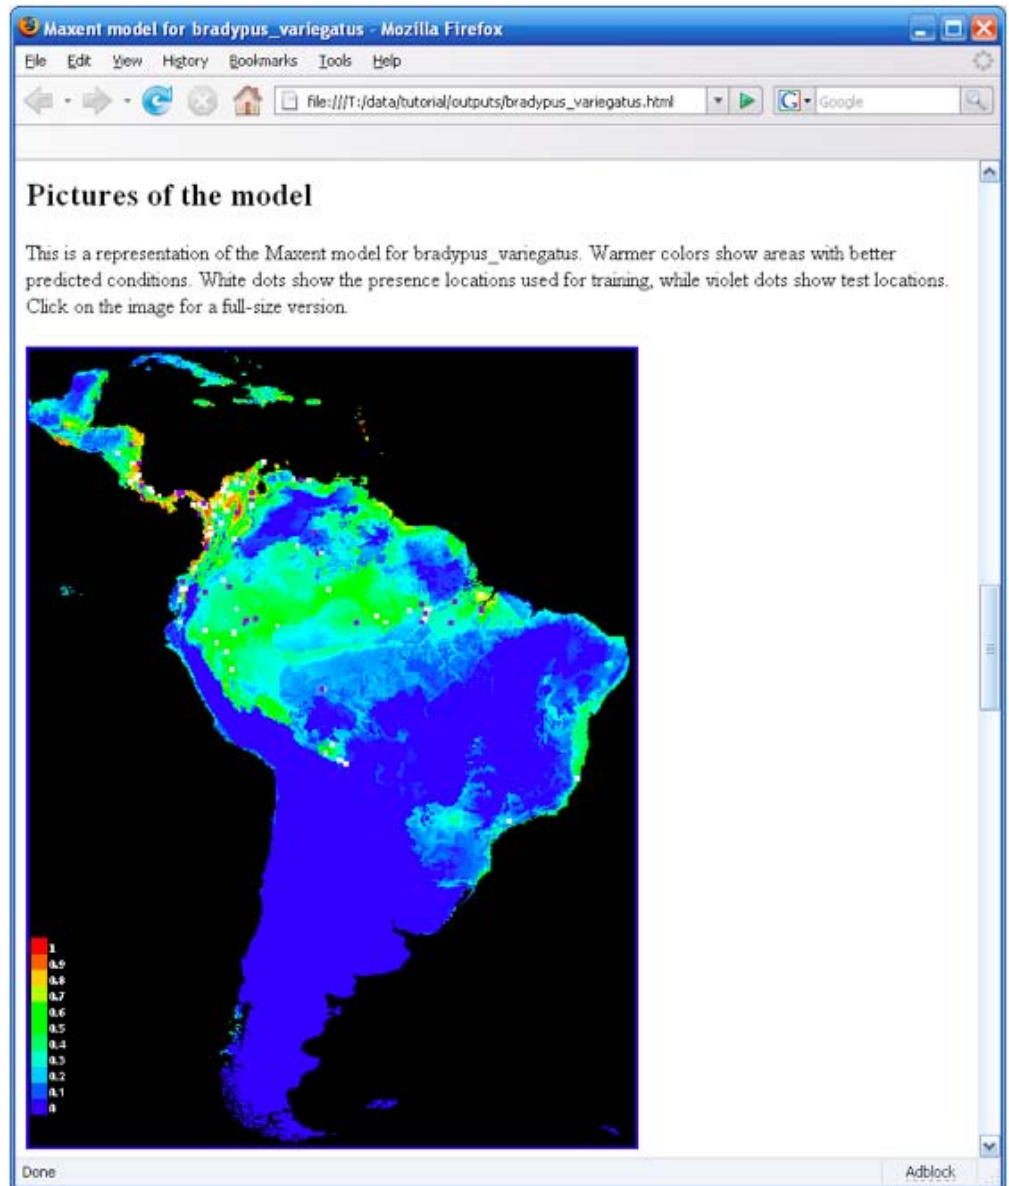 Maxent model for bradypus_variegatus - Mozilla Firefox
File Edit View History Bookmarks Tools Help
file:///T:/data/tutorial/outputs/bradypus_variegatus.html
Google
Pictures of the model
This is a representation of the Maxent model for bradypus_variegatus. Warmer colors show areas with better
predicted conditions. White dots show the presence locations used for training, while violet dots show test locations.
Click on the image for a full-size version.
1
0.9
0.8
0.7
0.6
0.5
0.4
0.3
0.2
0.1
0
Done
Adblock